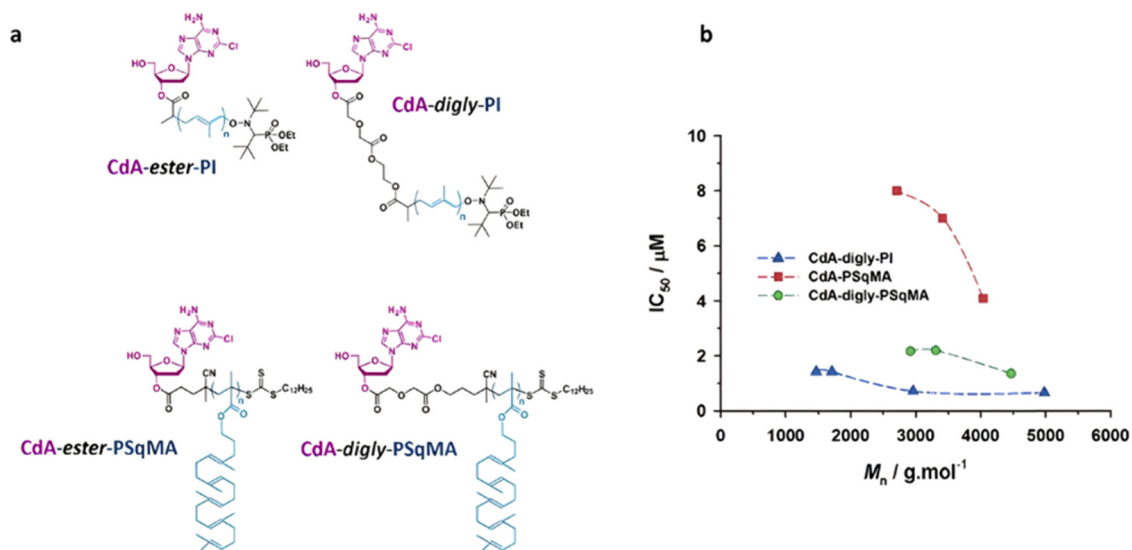 a
NH₂
N
N
N
N
Cl
HO
O
O
O
n
O
N
O
P
OEt
OEt
CdA-ester-PI
NH₂
N
N
N
N
Cl
HO
O
O
O
O
O
O
O
O
CdA-digly-PI
n
O
N
O
P
OEt
OEt
NH₂
N
N
N
N
Cl
HO
O
O
O
CN
n
S
S
S
C₁₂H₂₅
O
O
CdA-ester-PSqMA
NH₂
N
N
N
N
Cl
HO
O
O
O
O
O
O
CN
n
S
S
S
C₁₂H₂₅
O
O
CdA-digly-PSqMA
b
IC₅₀ / μM
10
8
6
4
2
0
CdA-digly-PI
CdA-PSqMA
CdA-digly-PSqMA
0 1000 2000 3000 4000 5000 6000
Mₙ / g.mol⁻¹